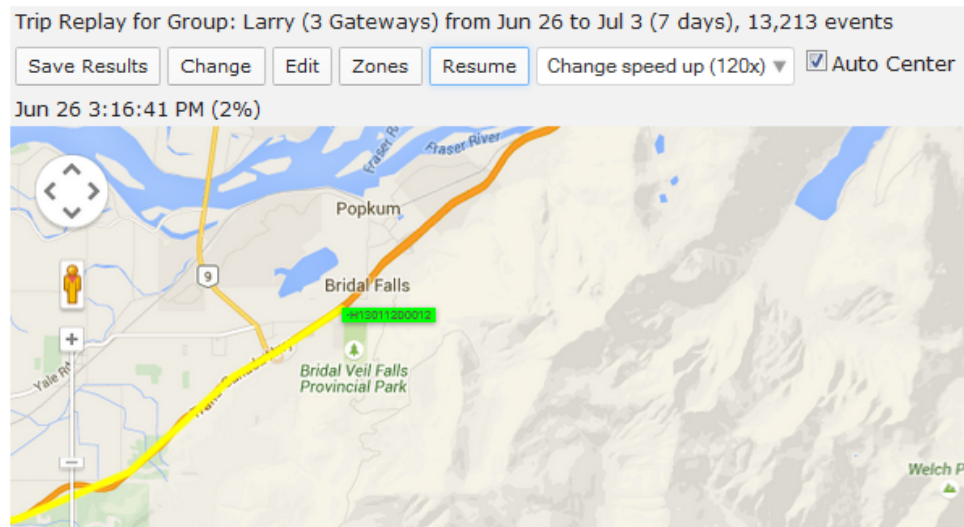 Trip Replay for Group: Larry (3 Gateways) from Jun 26 to Jul 3 (7 days), 13,213 events
Save Results Change Edit Zones Resume Change speed up (120x) Auto Center
Jun 26 3:16:41 PM (2%)
Fraser River
Popkum
9
Bridal Falls
-H13011200012
Bridal Veil Falls
Provincial Park
Yale Rd
Welch P